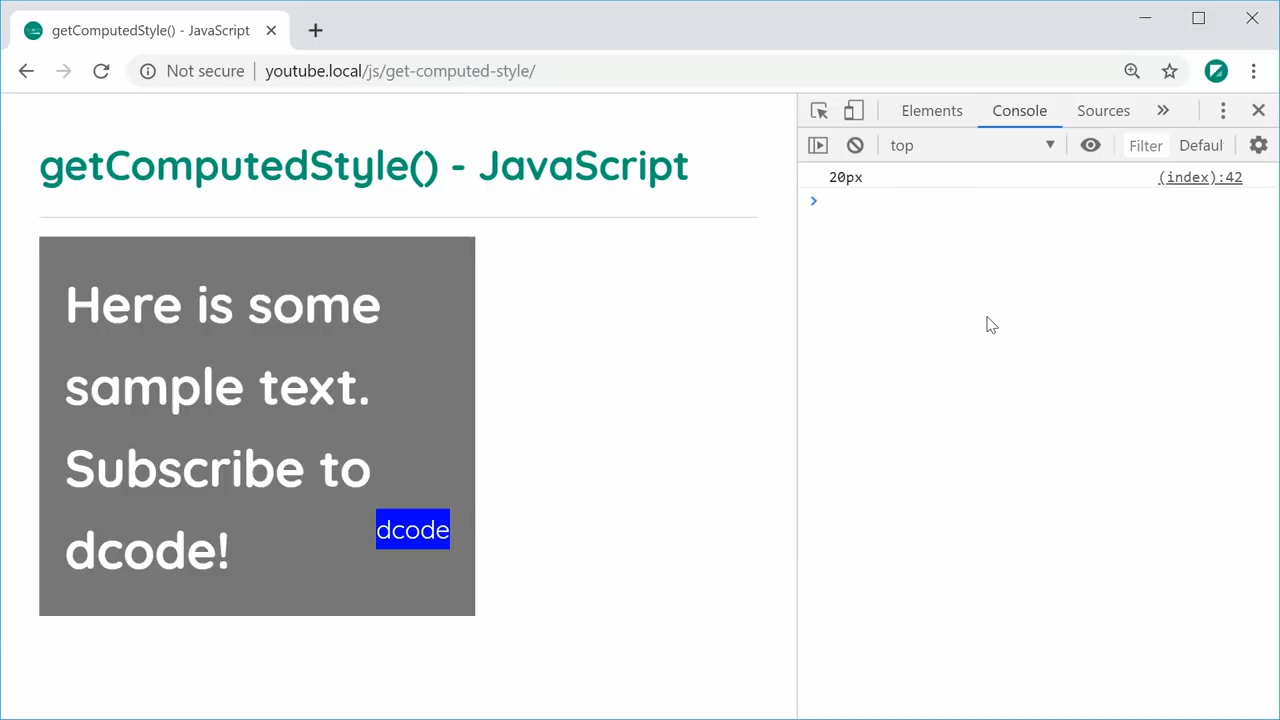 getComputedStyle() - JavaScript
Not secure | youtube.local/js/get-computed-style/
Elements Console Sources »
top Filter Defaul
20px (index):42
getComputedStyle() - JavaScript
Here is some
sample text.
Subscribe to
dcode!
dcode